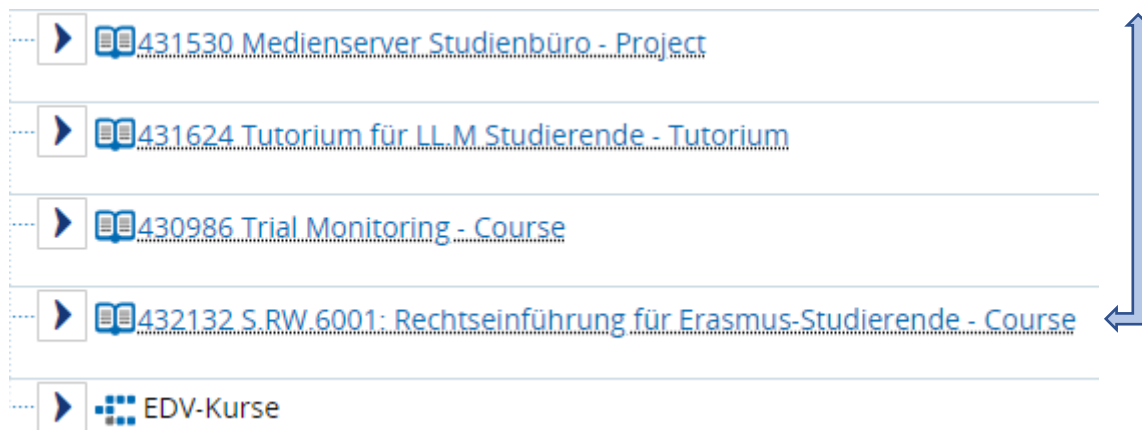 431530 Medienserver Studienbüro - Project
431624 Tutorium für LL.M Studierende - Tutorium
430986 Trial Monitoring - Course
432132 S.RW.6001: Rechtseinführung für Erasmus-Studierende - Course
EDV-Kurse